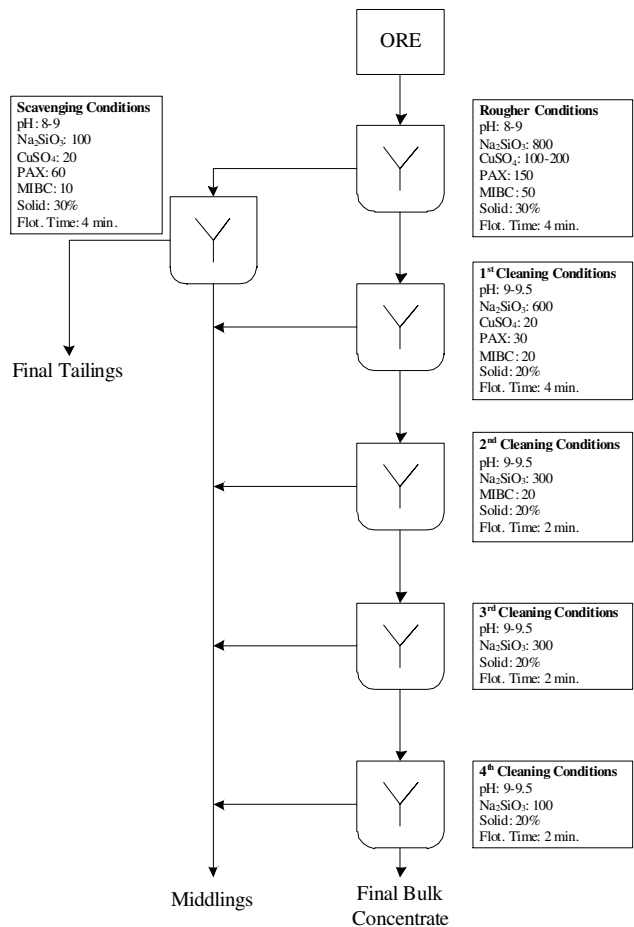 ORE
Scavenging Conditions
pH: 8-9
Na₂SiO₃: 100
CuSO₄: 20
PAX: 60
MIBC: 10
Solid: 30%
Flot. Time: 4 min.
Rougher Conditions
pH: 8-9
Na₂SiO₃: 800
CuSO₄: 100-200
PAX: 150
MIBC: 50
Solid: 30%
Flot. Time: 4 min.
1st Cleaning Conditions
pH: 9-9.5
Na₂SiO₃: 600
CuSO₄: 20
PAX: 30
MIBC: 20
Solid: 20%
Flot. Time: 4 min.
Final Tailings
2nd Cleaning Conditions
pH: 9-9.5
Na₂SiO₃: 300
MIBC: 20
Solid: 20%
Flot. Time: 2 min.
3rd Cleaning Conditions
pH: 9-9.5
Na₂SiO₃: 300
Solid: 20%
Flot. Time: 2 min.
4th Cleaning Conditions
pH: 9-9.5
Na₂SiO₃: 100
Solid: 20%
Flot. Time: 2 min.
Middlings
Final Bulk
Concentrate